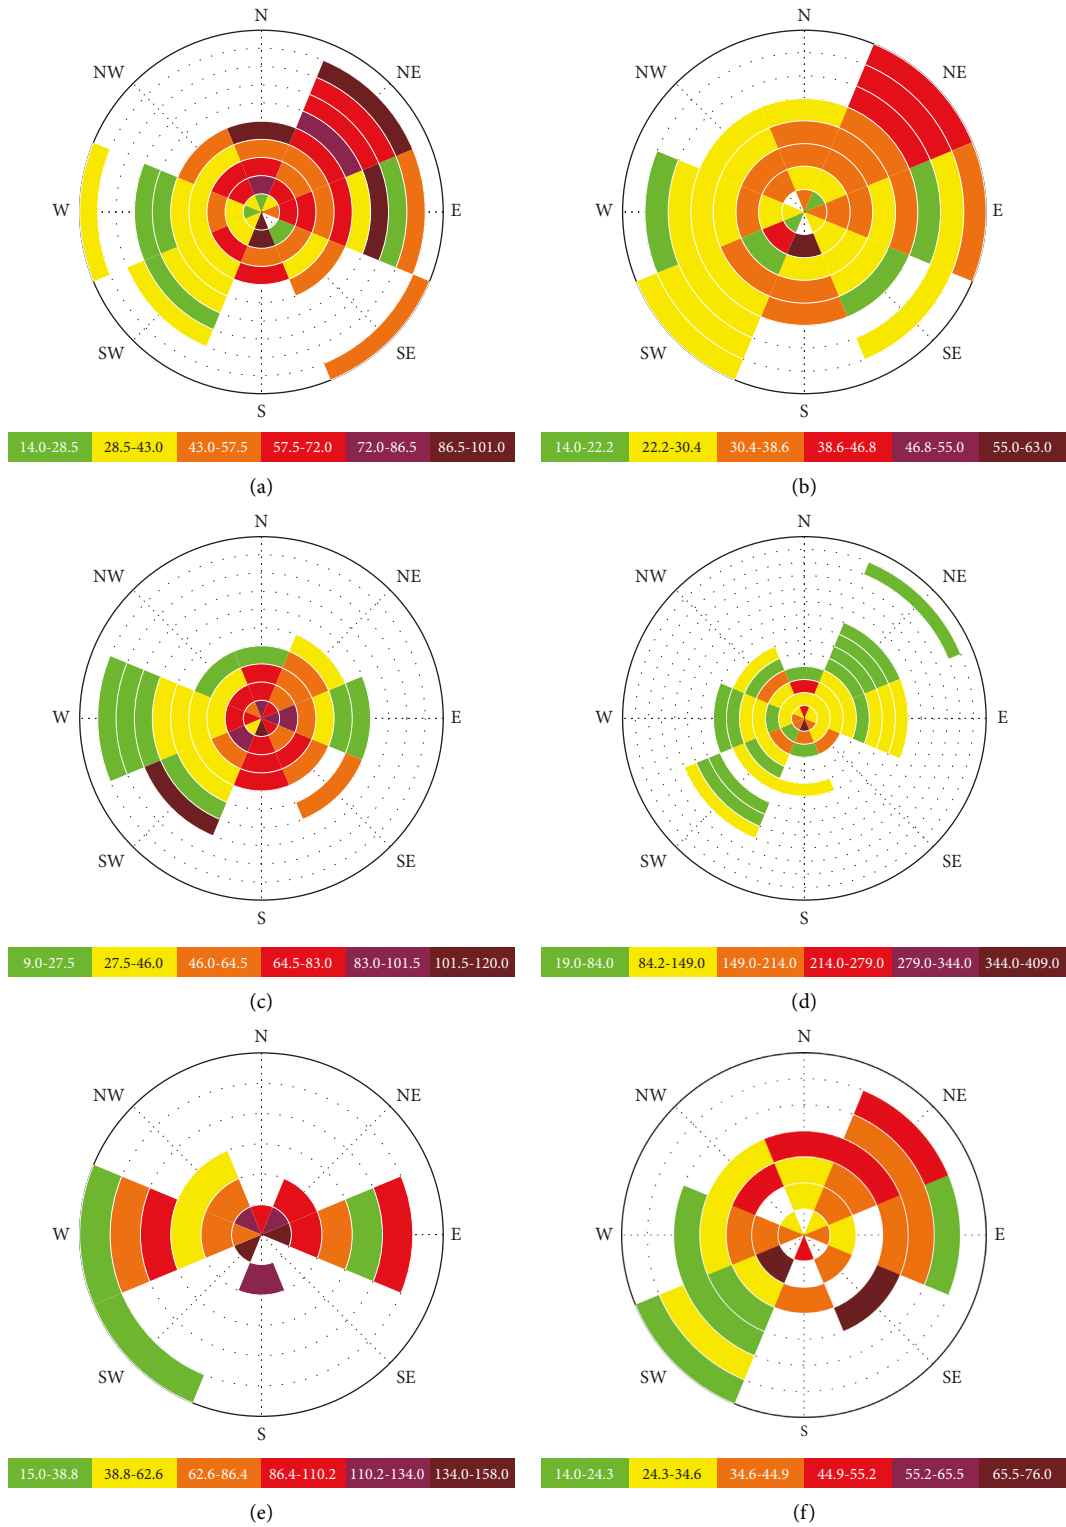 N N
NW NE NW NE
W E W E
SW SE SW SE
S S
14.0-28.5 28.5-43.0 43.0-57.5 57.5-72.0 72.0-86.5 86.5-101.0 14.0-22.2 22.2-30.4 30.4-38.6 38.6-46.8 46.8-55.0 55.0-63.0
(a) (b)
N N
NW NE NW NE
W E W E
SW SE SW SE
S S
9.0-27.5 27.5-46.0 46.0-64.5 64.5-83.0 83.0-101.5 101.5-120.0 19.0-84.0 84.2-149.0 149.0-214.0 214.0-279.0 279.0-344.0 344.0-409.0
(c) (d)
N N
NW NE NW NE
W E W E
SW SE SW SE
S S
15.0-38.8 38.8-62.6 62.6-86.4 86.4-110.2 110.2-134.0 134.0-158.0 14.0-24.3 24.3-34.6 34.6-44.9 44.9-55.2 55.2-65.5 65.5-76.0
(e) (f)